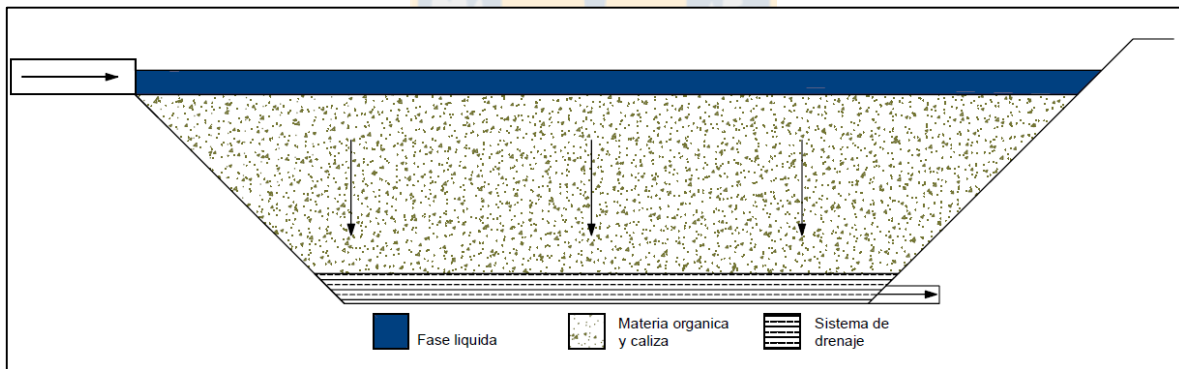 Fase liquida
Materia organica
y caliza
Sistema de
drenaje